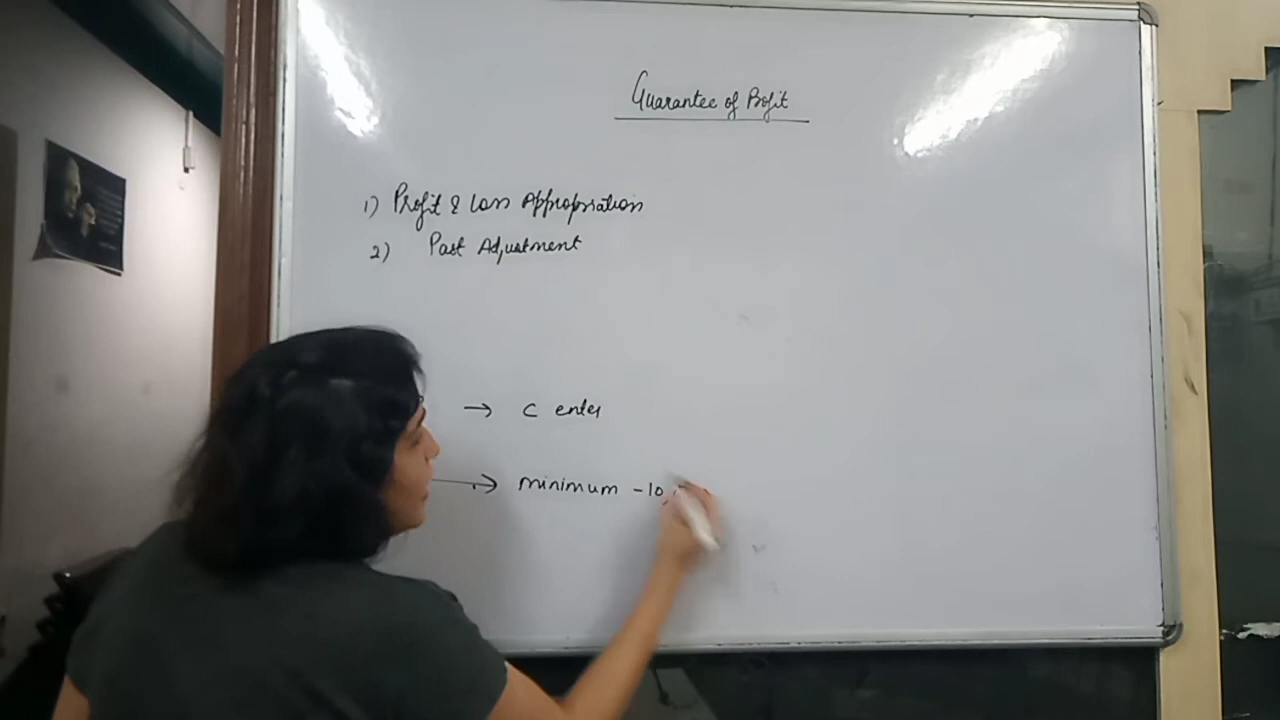 Guarantee of Profit
1) Profit & Loss Appropriation
2) Past Adjustment
→ C enter
→ minimum - 10,